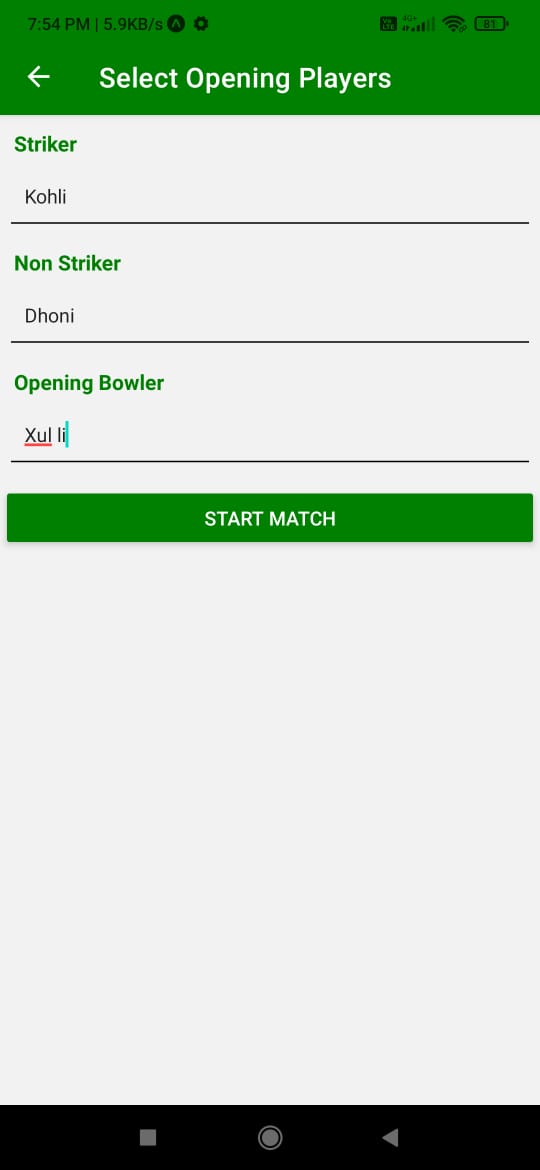 7:54 PM | 5.9KB/s
4G+
81
Select Opening Players
Striker
Kohli
Non Striker
Dhoni
Opening Bowler
Xul li
START MATCH